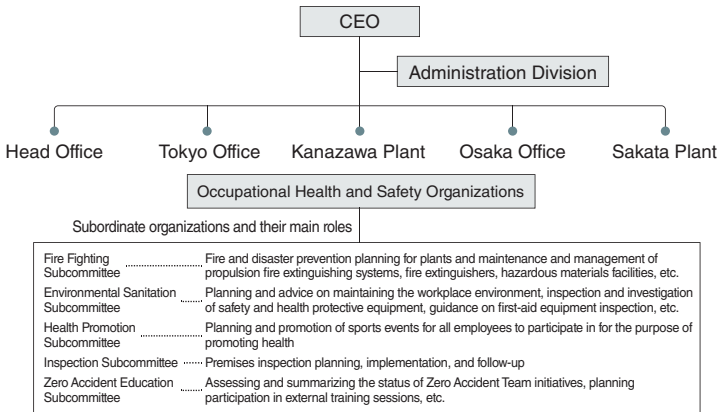 CEO
Administration Division
Head Office
Tokyo Office
Kanazawa Plant
Osaka Office
Sakata Plant
Occupational Health and Safety Organizations
Subordinate organizations and their main roles
Fire Fighting
Subcommittee
Fire and disaster prevention planning for plants and maintenance and management of
propulsion fire extinguishing systems, fire extinguishers, hazardous materials facilities, etc.
Environmental Sanitation
Subcommittee
Planning and advice on maintaining the workplace environment, inspection and investigation
of safety and health protective equipment, guidance on first-aid equipment inspection, etc.
Health Promotion
Subcommittee
Planning and promotion of sports events for all employees to participate in for the purpose of
promoting health
Inspection Subcommittee
Premises inspection planning, implementation, and follow-up
Zero Accident Education
Subcommittee
Assessing and summarizing the status of Zero Accident Team initiatives, planning
participation in external training sessions, etc.